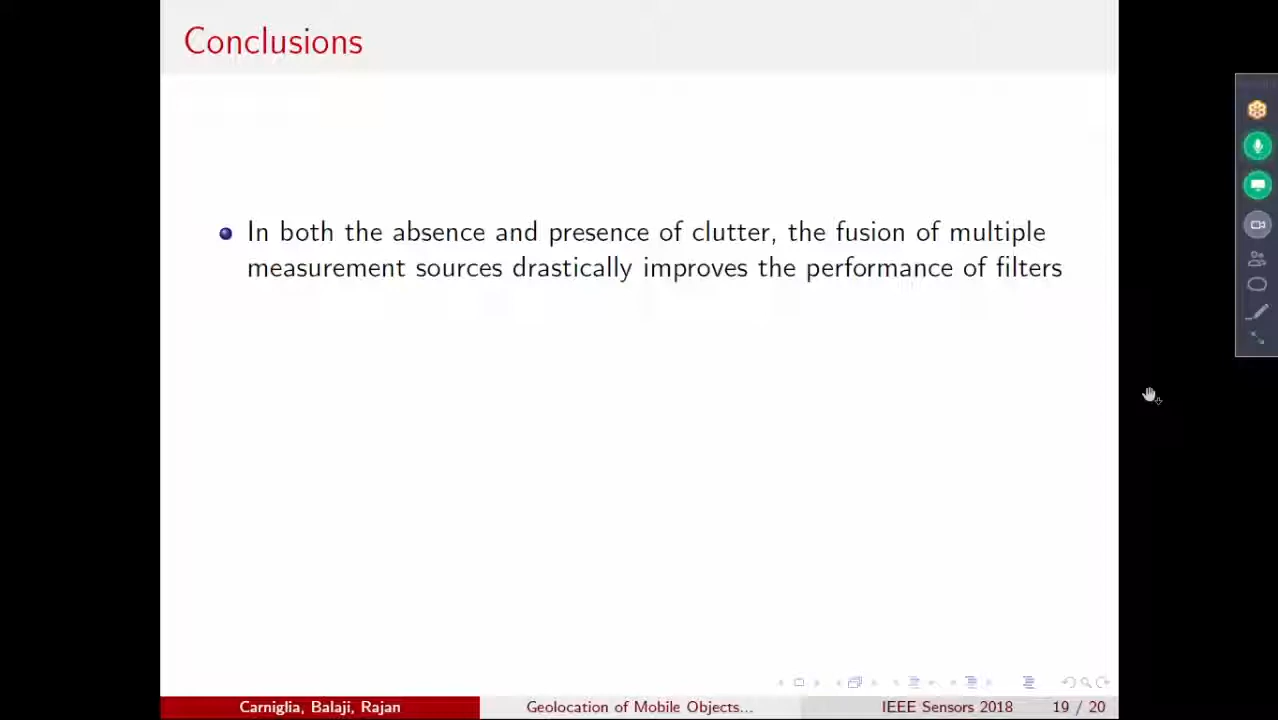 Conclusions
In both the absence and presence of clutter, the fusion of multiple
measurement sources drastically improves the performance of filters
Carniglia, Balaji, Rajan
Geolocation of Mobile Objects...
IEEE Sensors 2018
19 / 20